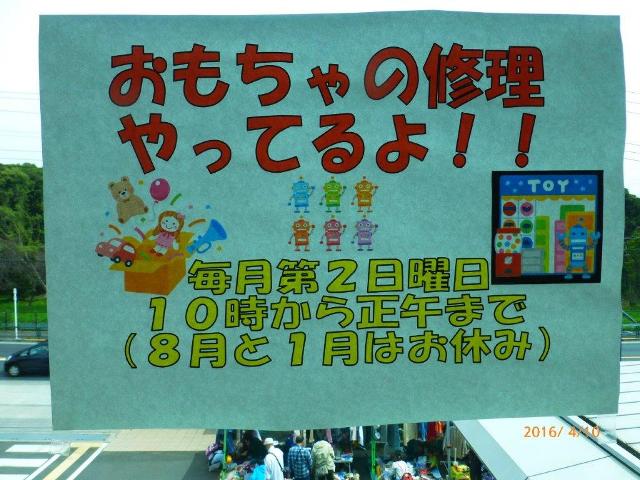 おもちゃの修理
やってるよ！！
TOY
毎月第２日曜日
１０時から正午まで
（８月と１月はお休み）
2016/ 4/10